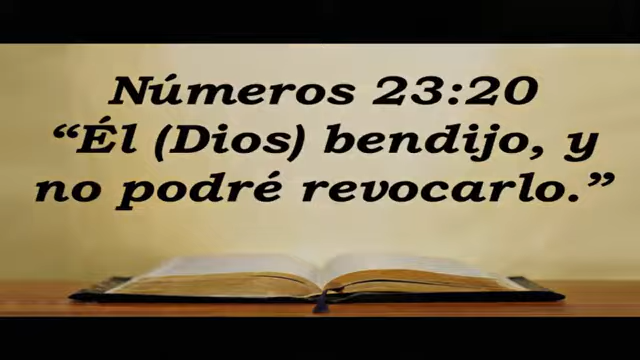 Números 23:20
“Él (Dios) bendijo, y
no podré revocarlo.”